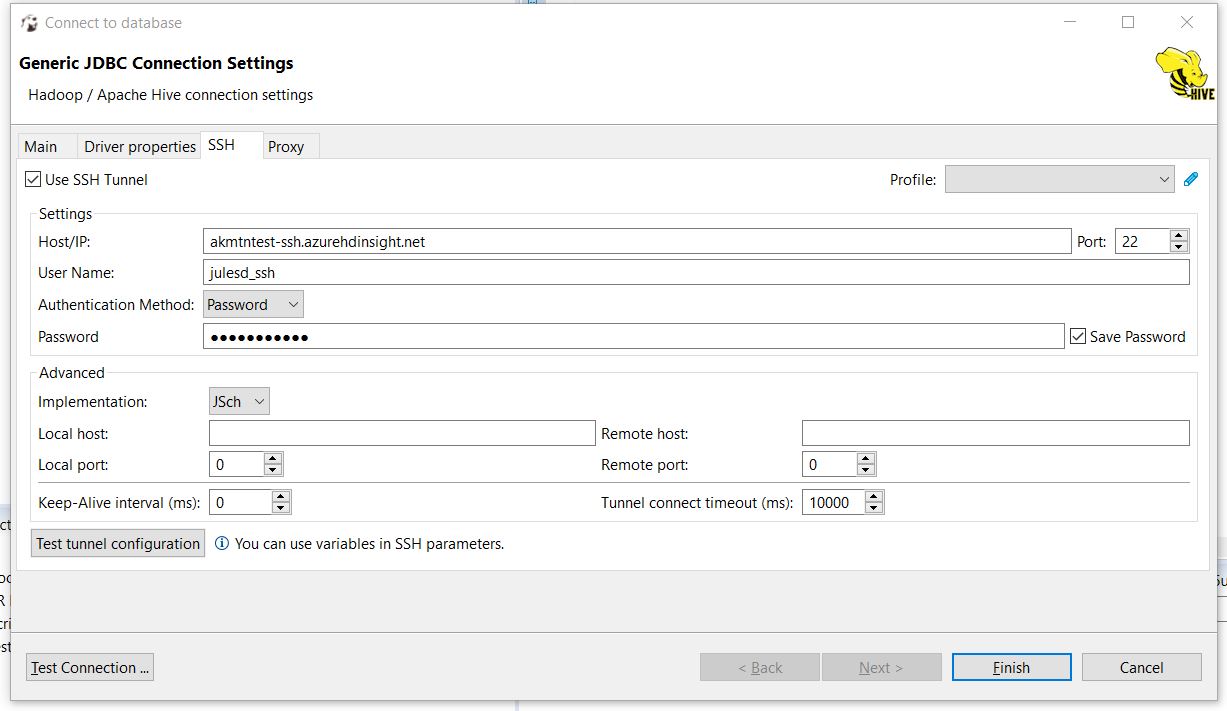 Connect to database
Generic JDBC Connection Settings
Hadoop / Apache Hive connection settings
HIVE
Main Driver properties SSH Proxy
Use SSH Tunnel Profile:
Settings
Host/IP: akmtntest-ssh.azurehdinsight.net Port: 22
User Name: julesd_ssh
Authentication Method: Password
Password ●●●●●●●●●●● Save Password
Advanced
Implementation: JSch
Local host: Remote host:
Local port: 0 Remote port: 0
Keep-Alive interval (ms): 0 Tunnel connect timeout (ms): 10000
Test tunnel configuration You can use variables in SSH parameters.
Test Connection ... < Back Next > Finish Cancel